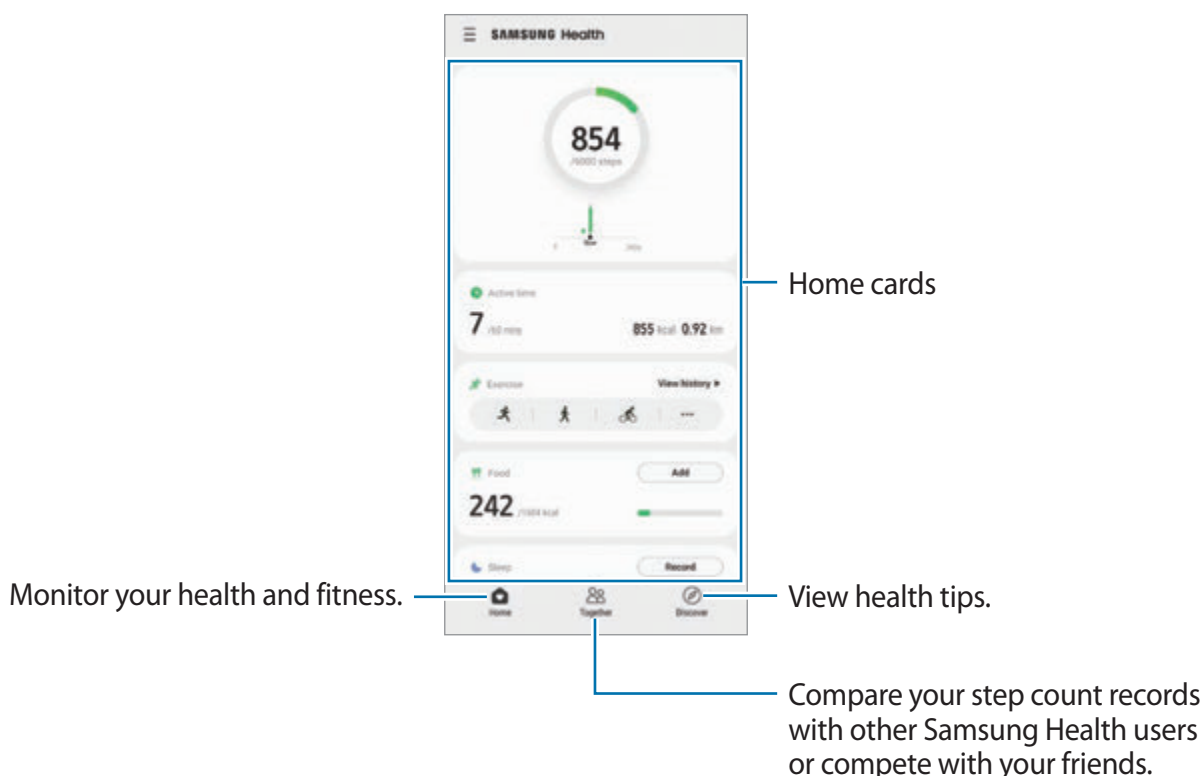 SAMSUNG Health
854
/6000 steps
Active time
7 /60 mins
855 kcal 0.92 km
Exercise
View history
Food
Add
242
kcal
Sleep
Record
Home
Together
Discover
Home cards
Monitor your health and fitness.
View health tips.
Compare your step count records
with other Samsung Health users
or compete with your friends.